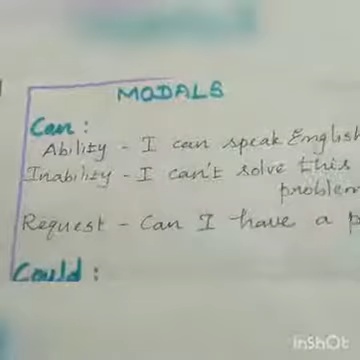 MODALS
Can :
Ability - I can speak English
Inability - I can't solve this
problem
Request - Can I have a
Could :
InShOt